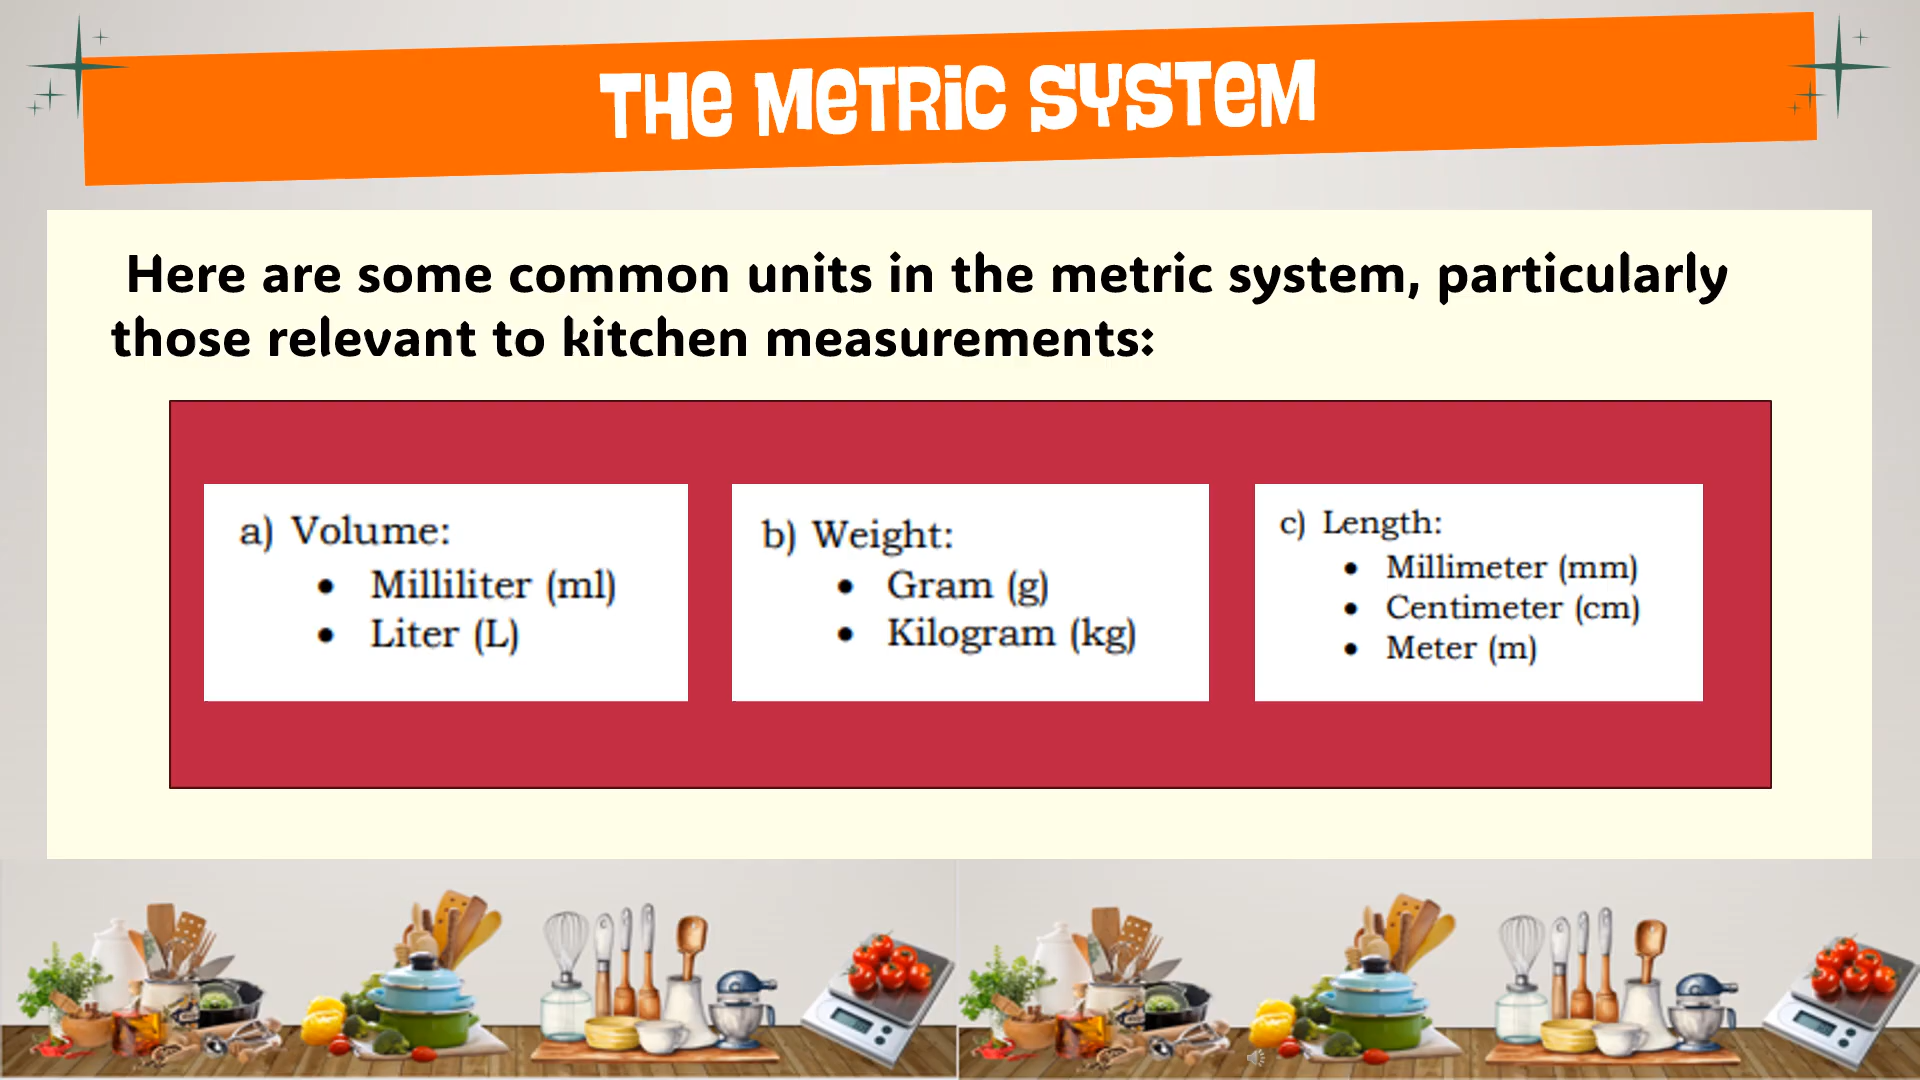 THE METRIC SYSTEM
Here are some common units in the metric system, particularly
those relevant to kitchen measurements:
a) Volume:
• Milliliter (ml)
• Liter (L)
b) Weight:
• Gram (g)
• Kilogram (kg)
c) Length:
• Millimeter (mm)
• Centimeter (cm)
• Meter (m)